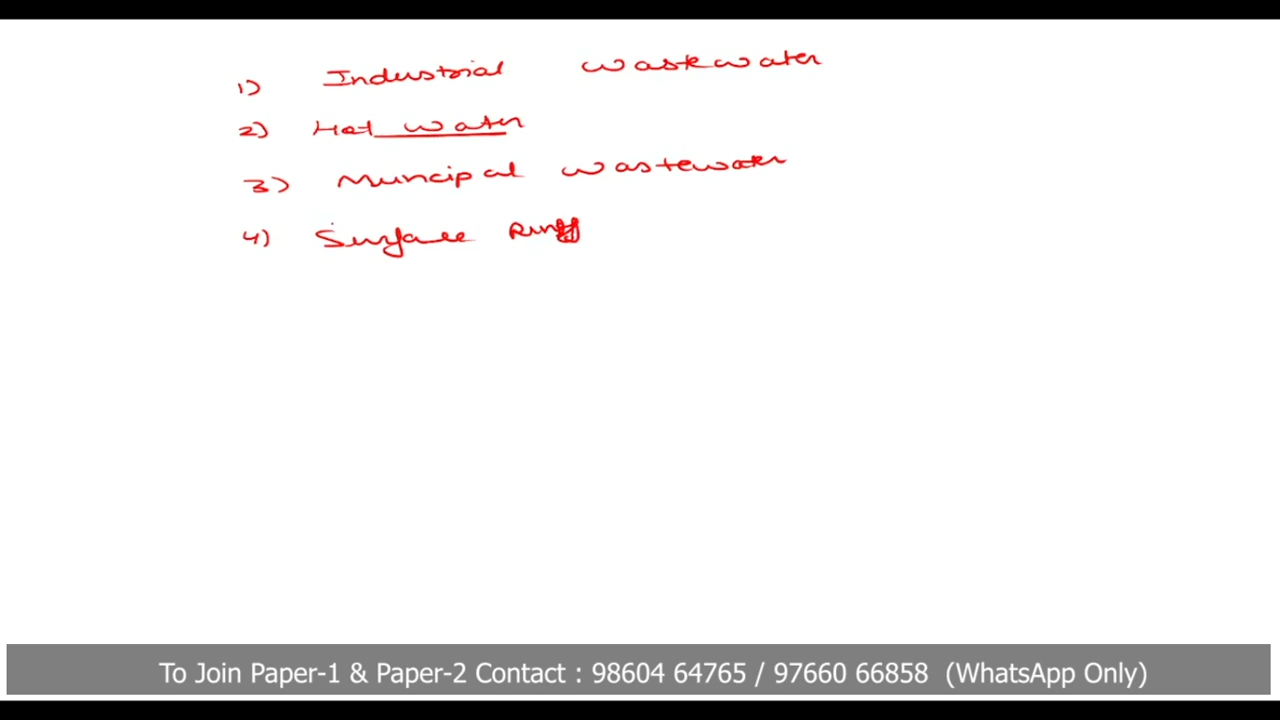 1) Industrial wastewater
2) Hot water
3) Muncipal wastewater
4) Surface
To Join Paper-1 & Paper-2 Contact : 98604 64765 / 97660 66858 (WhatsApp Only)